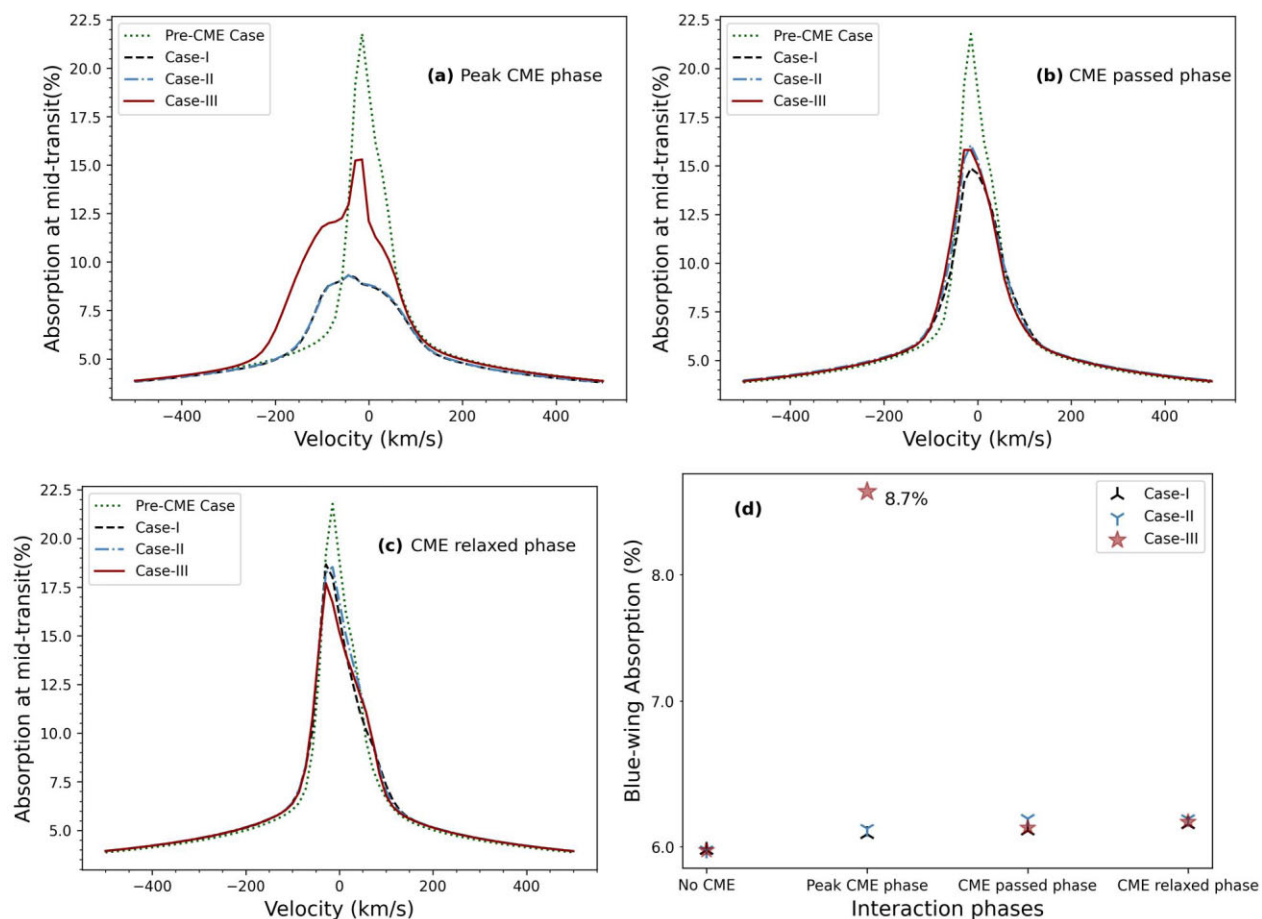 22.5
20.0
17.5
15.0
12.5
10.0
7.5
5.0
Absorption at mid-transit(%)
Pre-CME Case
Case-I
Case-II
Case-III
(a) Peak CME phase
−400
−200
0
200
400
Velocity (km/s)
22.5
20.0
17.5
15.0
12.5
10.0
7.5
5.0
Absorption at mid-transit(%)
Pre-CME Case
Case-I
Case-II
Case-III
(b) CME passed phase
−400
−200
0
200
400
Velocity (km/s)
22.5
20.0
17.5
15.0
12.5
10.0
7.5
5.0
Absorption at mid-transit(%)
Pre-CME Case
Case-I
Case-II
Case-III
(c) CME relaxed phase
−400
−200
0
200
400
Velocity (km/s)
8.0
7.0
6.0
Blue-wing Absorption (%)
(d)
8.7%
Case-I
Case-II
Case-III
No CME
Peak CME phase
CME passed phase
CME relaxed phase
Interaction phases